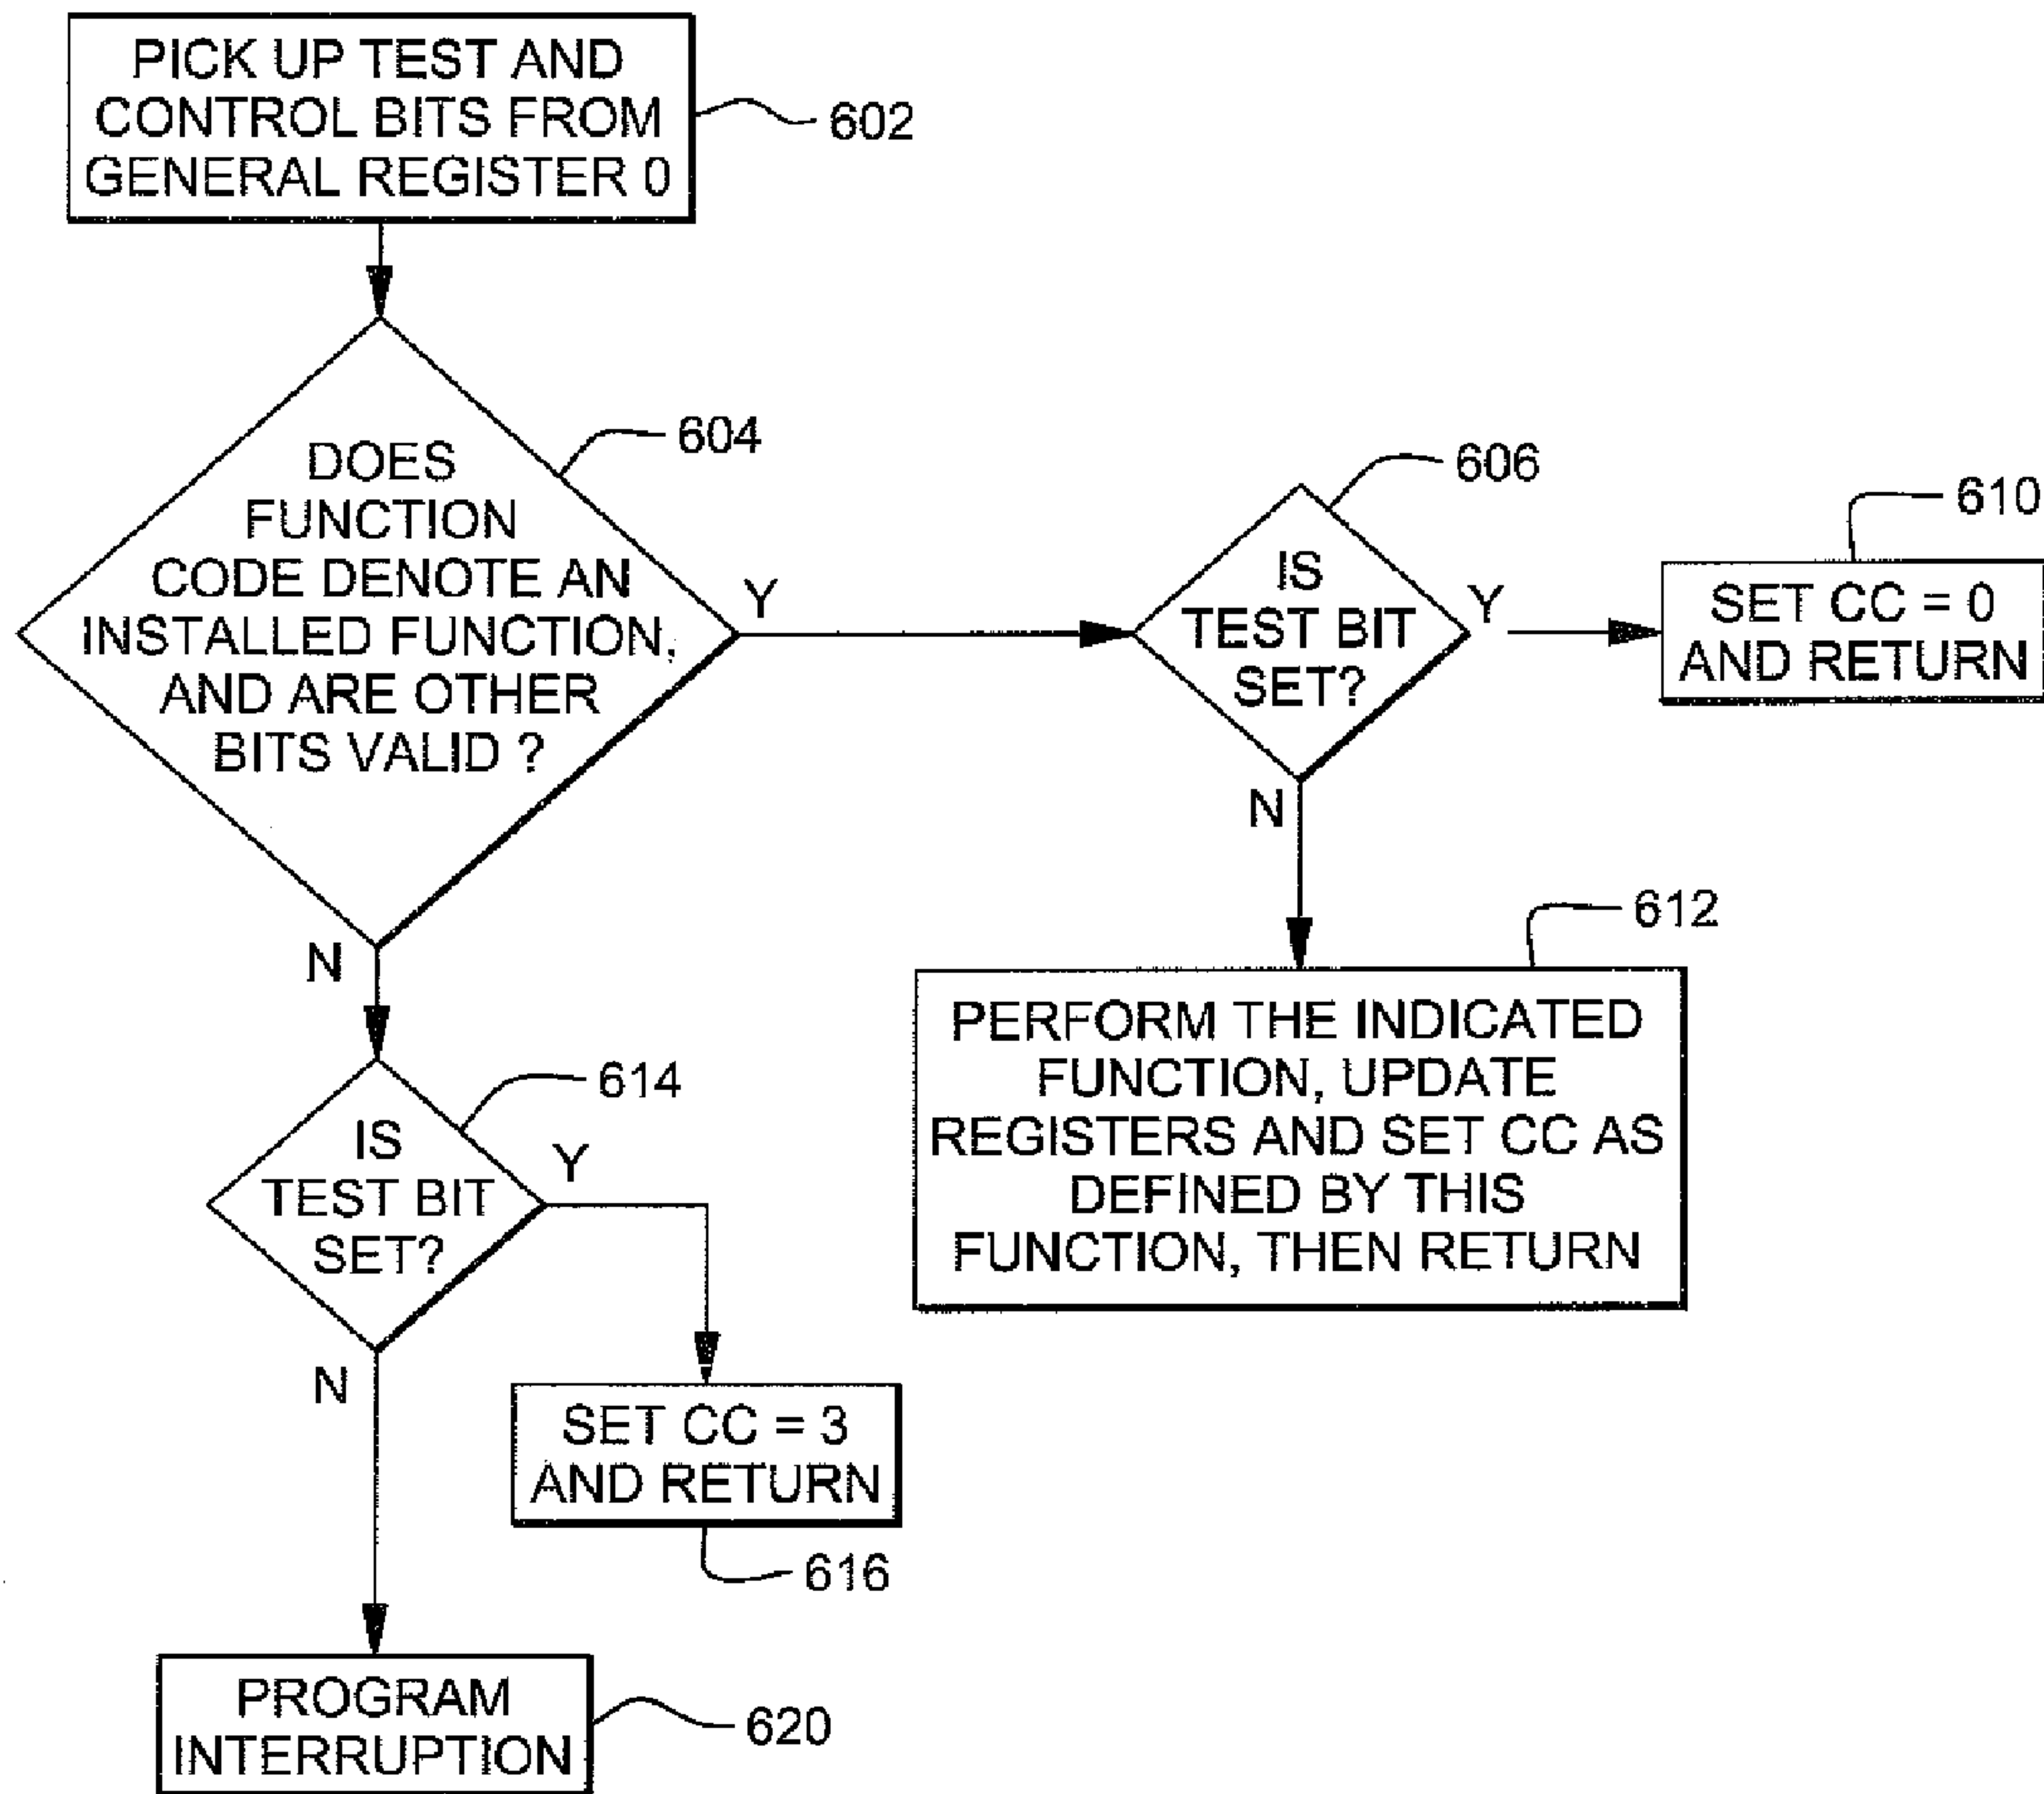 PICK UP TEST AND
CONTROL BITS FROM
GENERAL REGISTER 0
602
DOES
FUNCTION
CODE DENOTE AN
INSTALLED FUNCTION,
AND ARE OTHER
BITS VALID ?
604
Y
N
IS
TEST BIT
SET?
606
Y
N
SET CC = 0
AND RETURN
610
PERFORM THE INDICATED
FUNCTION, UPDATE
REGISTERS AND SET CC AS
DEFINED BY THIS
FUNCTION, THEN RETURN
612
IS
TEST BIT
SET?
614
Y
N
SET CC = 3
AND RETURN
616
PROGRAM
INTERRUPTION
620